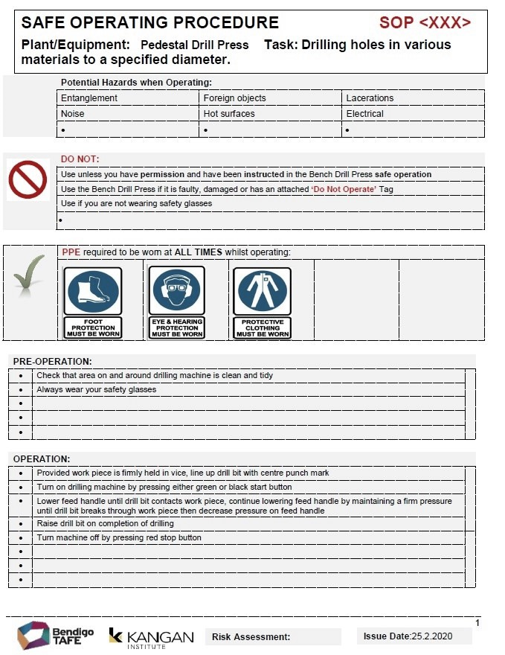 SAFE OPERATING PROCEDURE SOP <XXX>
Plant/Equipment: Pedestal Drill Press Task: Drilling holes in various
materials to a specified diameter.
Potential Hazards when Operating:
Entanglement Foreign objects Lacerations
Noise Hot surfaces Electrical
• • •
DO NOT:
Use unless you have permission and have been instructed in the Bench Drill Press safe operation
Use the Bench Drill Press if it is faulty, damaged or has an attached ‘Do Not Operate’ Tag
Use if you are not wearing safety glasses
•
PPE required to be worn at ALL TIMES whilst operating:
FOOT
PROTECTION
MUST BE WORN
EYE & HEARING
PROTECTION
MUST BE WORN
PROTECTIVE
CLOTHING
MUST BE WORN
PRE-OPERATION:
• Check that area on and around drilling machine is clean and tidy
• Always wear your safety glasses
•
•
•
OPERATION:
• Provided work piece is firmly held in vice, line up drill bit with centre punch mark
• Turn on drilling machine by pressing either green or black start button
• Lower feed handle until drill bit contacts work piece, continue lowering feed handle by maintaining a firm pressure
until drill bit breaks through work piece then decrease pressure on feed handle
• Raise drill bit on completion of drilling
• Turn machine off by pressing red stop button
•
•
•
1
Bendigo
TAFE
KANGAN
INSTITUTE
Risk Assessment:
Issue Date:25.2.2020